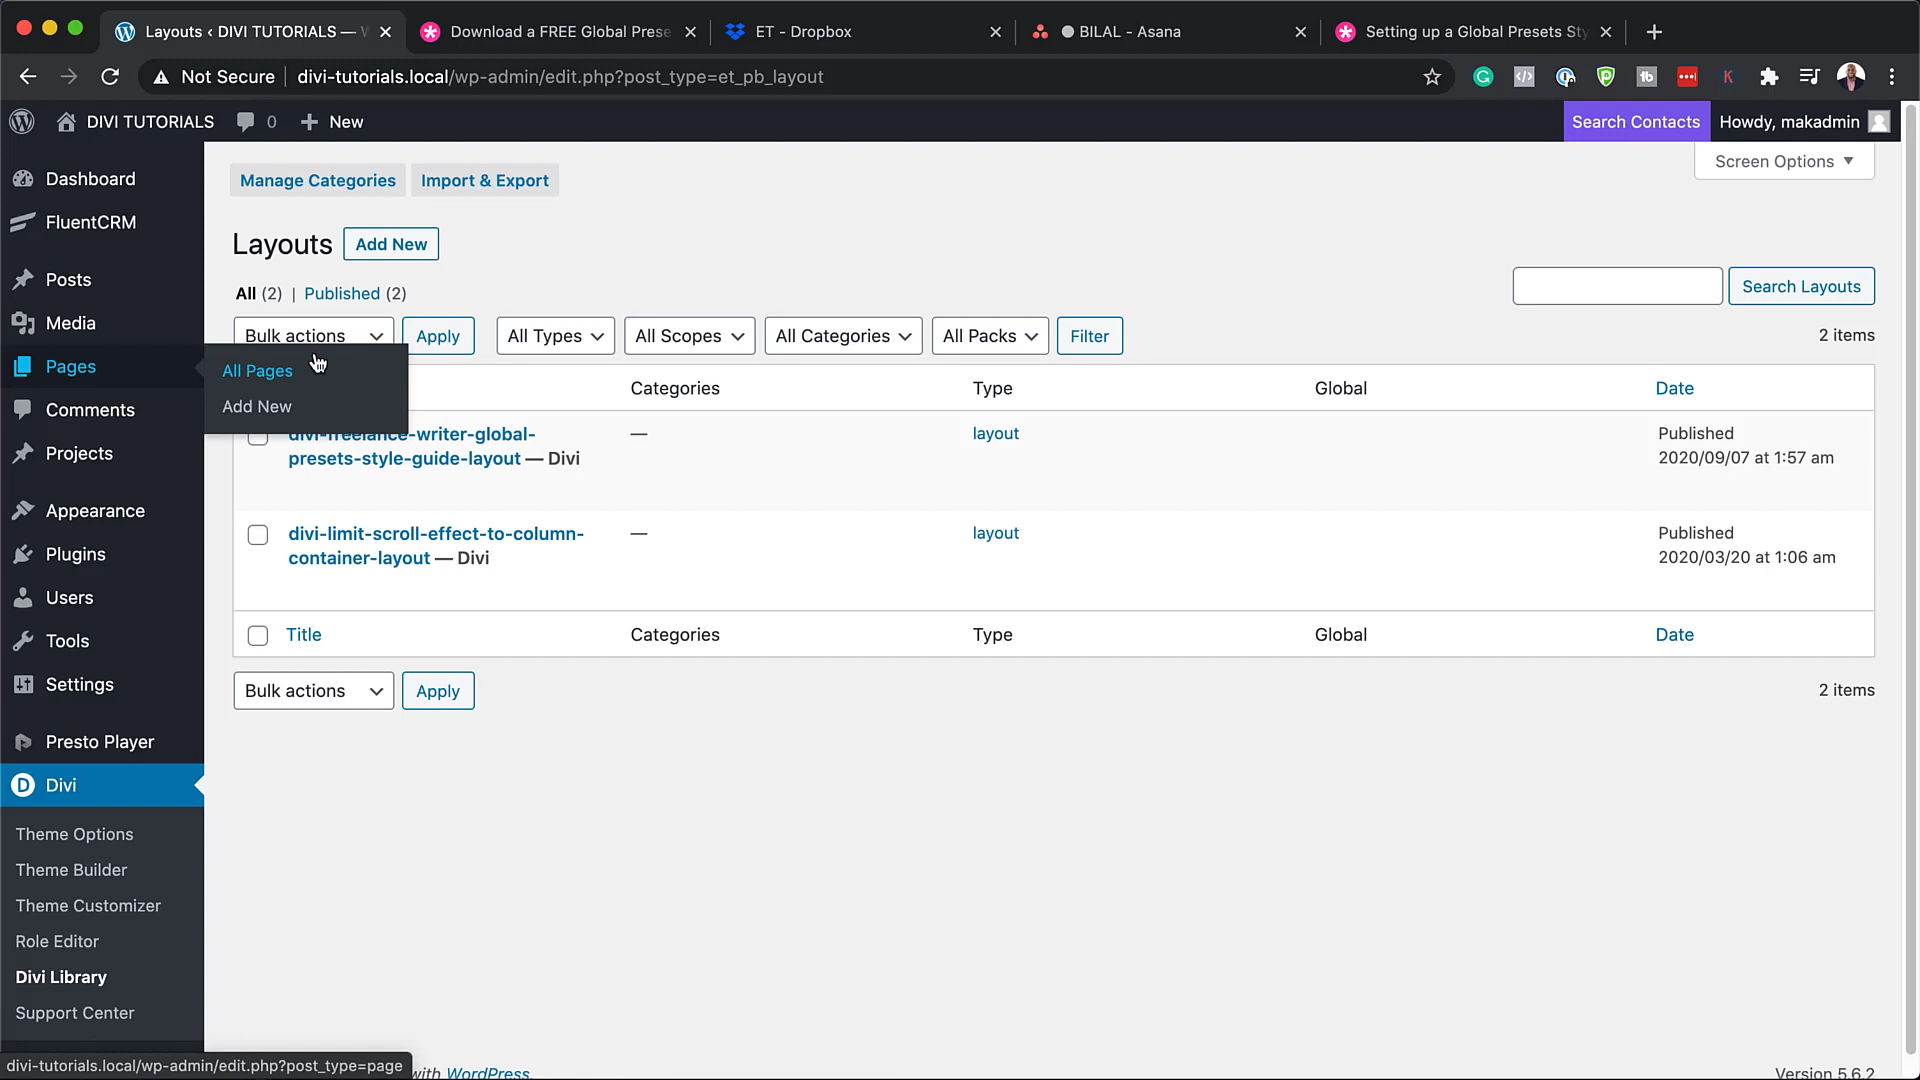 Layouts ‹ DIVI TUTORIALS — W
Download a FREE Global Prese
ET - Dropbox
BILAL - Asana
Setting up a Global Presets Sty
Not Secure
divi-tutorials.local/wp-admin/edit.php?post_type=et_pb_layout
DIVI TUTORIALS
0
New
Search Contacts
Howdy, makadmin
Screen Options
Dashboard
FluentCRM
Posts
Media
Pages
All Pages
Add New
Comments
Projects
Appearance
Plugins
Users
Tools
Settings
Presto Player
Divi
Theme Options
Theme Builder
Theme Customizer
Role Editor
Divi Library
Support Center
Manage Categories
Import & Export
Layouts
Add New
All (2) | Published (2)
Search Layouts
Bulk actions
Apply
All Types
All Scopes
All Categories
All Packs
Filter
2 items
Categories
Type
Global
Date
divi-freelance-writer-global-
presets-style-guide-layout — Divi
—
layout
Published
2020/09/07 at 1:57 am
divi-limit-scroll-effect-to-column-
container-layout — Divi
—
layout
Published
2020/03/20 at 1:06 am
Title
Categories
Type
Global
Date
Bulk actions
Apply
2 items
divi-tutorials.local/wp-admin/edit.php?post_type=page
with WordPress.
Version 5.6.2